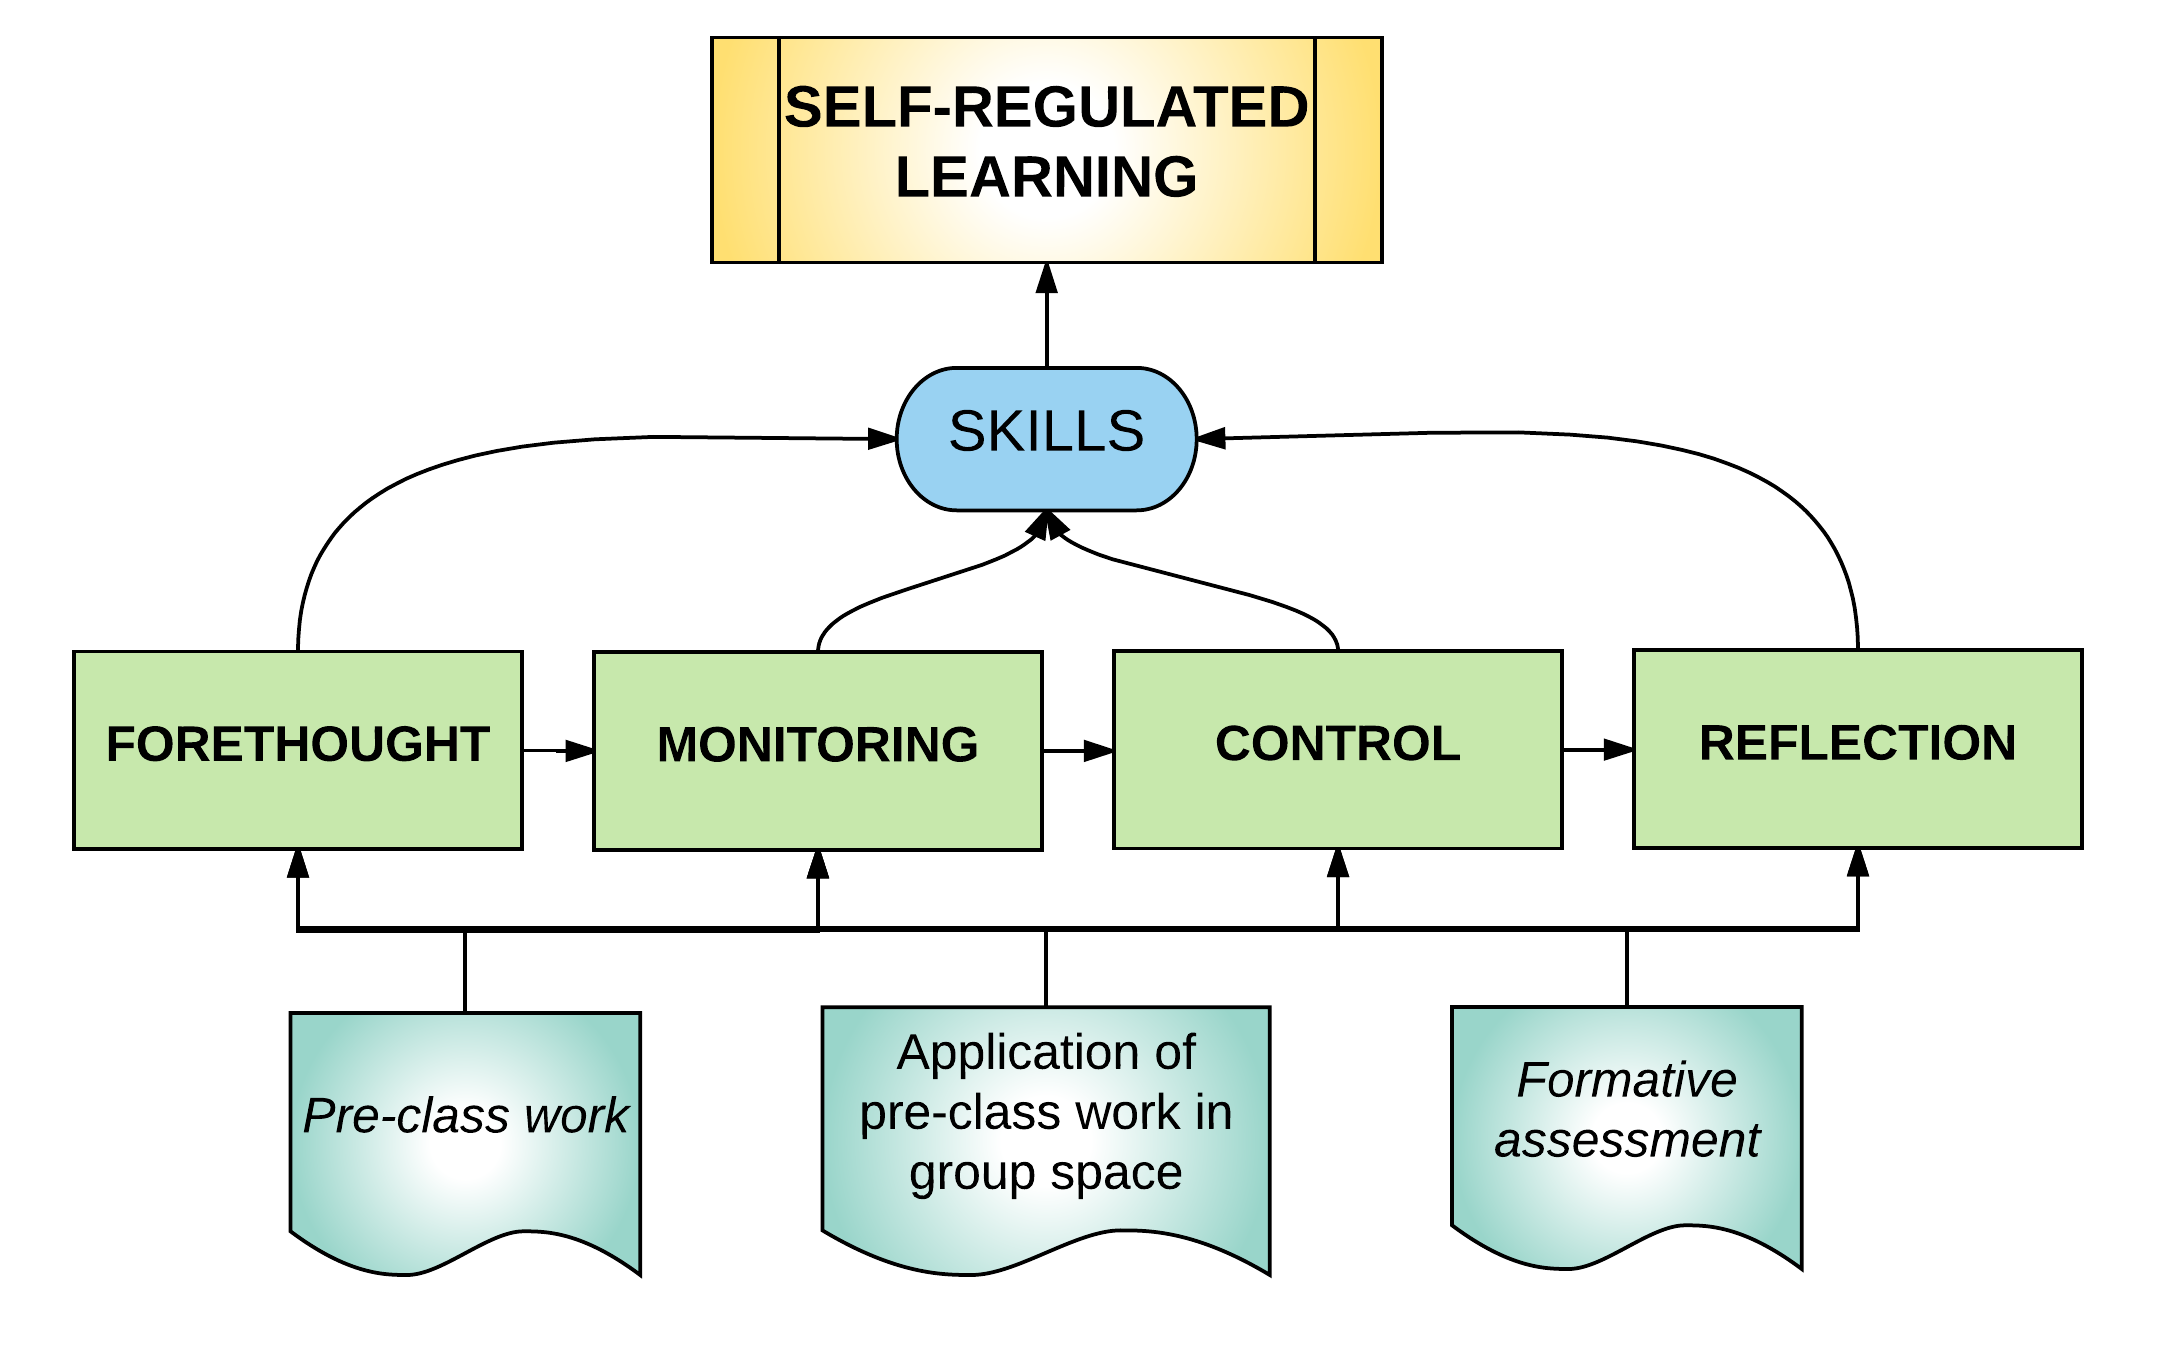 SELF-REGULATED
LEARNING
SKILLS
FORETHOUGHT
MONITORING
CONTROL
REFLECTION
Pre-class work
Application of
pre-class work in
group space
Formative
assessment